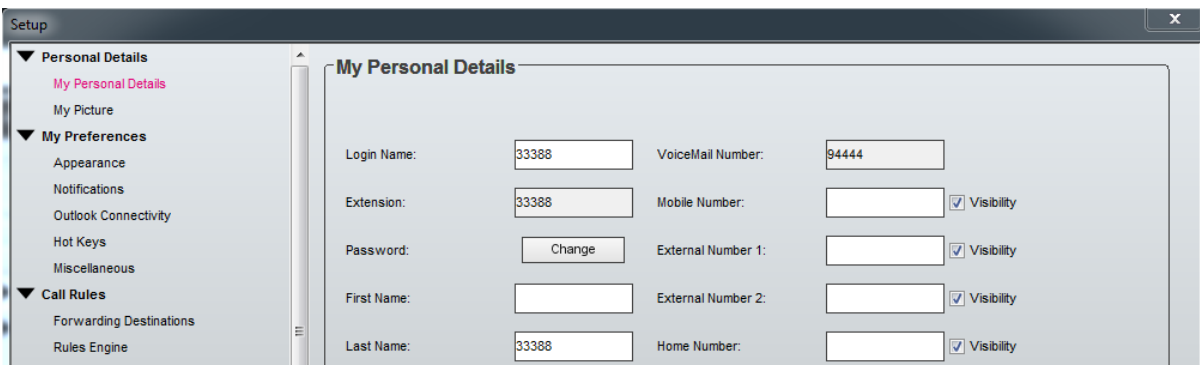 Setup
x
Personal Details
My Personal Details
My Picture
My Preferences
Appearance
Notifications
Outlook Connectivity
Hot Keys
Miscellaneous
Call Rules
Forwarding Destinations
Rules Engine
My Personal Details
Login Name: 33388 VoiceMail Number: 94444
Extension: 33388 Mobile Number: Visibility
Password: Change External Number 1: Visibility
First Name: External Number 2: Visibility
Last Name: 33388 Home Number: Visibility